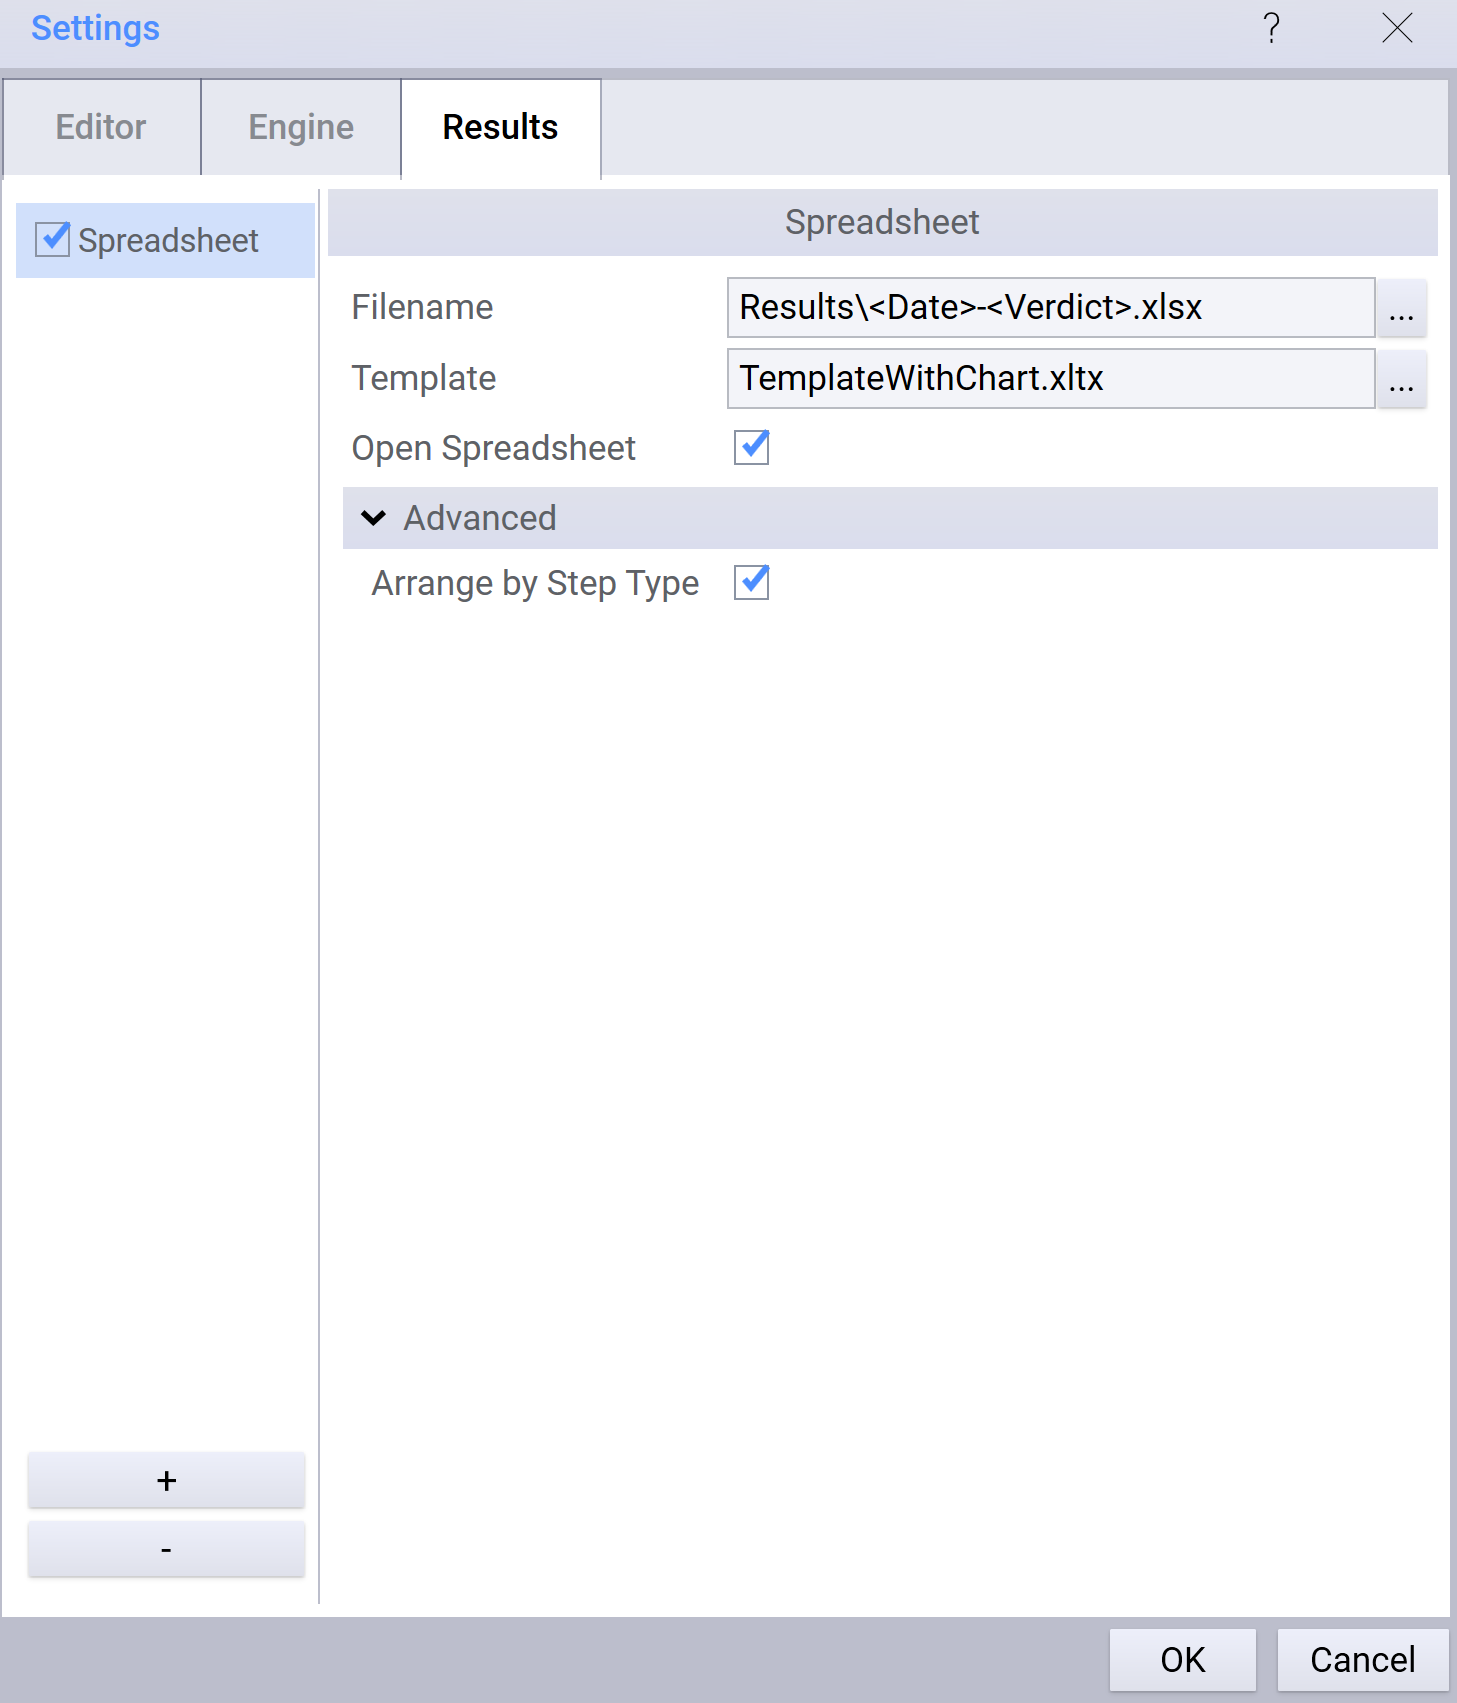 Settings
?
Editor Engine Results
Spreadsheet
Spreadsheet
Filename Results\<Date>-<Verdict>.xlsx ...
Template TemplateWithChart.xltx ...
Open Spreadsheet
Advanced
Arrange by Step Type
+
-
OK Cancel